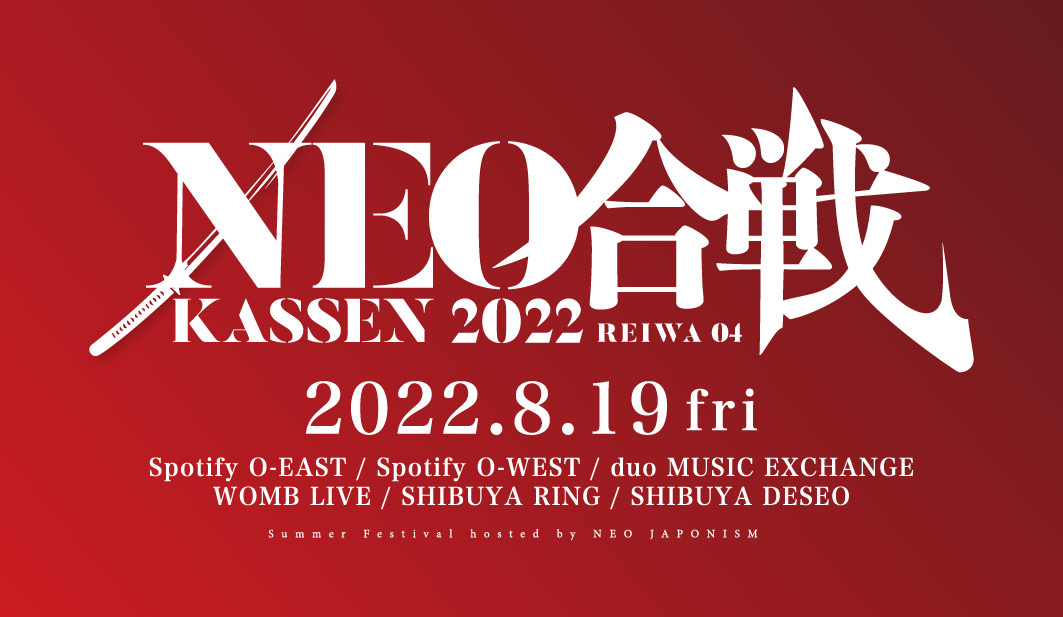 NEO合戦
KASSEN 2022 REIWA 04
2022.8.19 fri
Spotify O-EAST / Spotify O-WEST / duo MUSIC EXCHANGE
WOMB LIVE / SHIBUYA RING / SHIBUYA DESEO
Summer Festival hosted by NEO JAPONISM